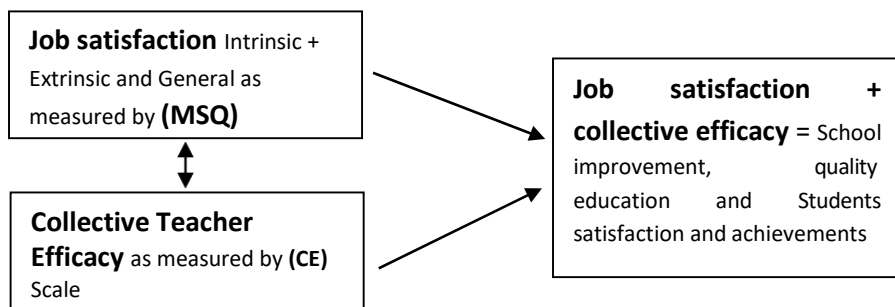 Job satisfaction Intrinsic +
Extrinsic and General as
measured by (MSQ)
Collective Teacher
Efficacy as measured by (CE)
Scale
Job satisfaction +
collective efficacy = School
improvement, quality
education and Students
satisfaction and achievements